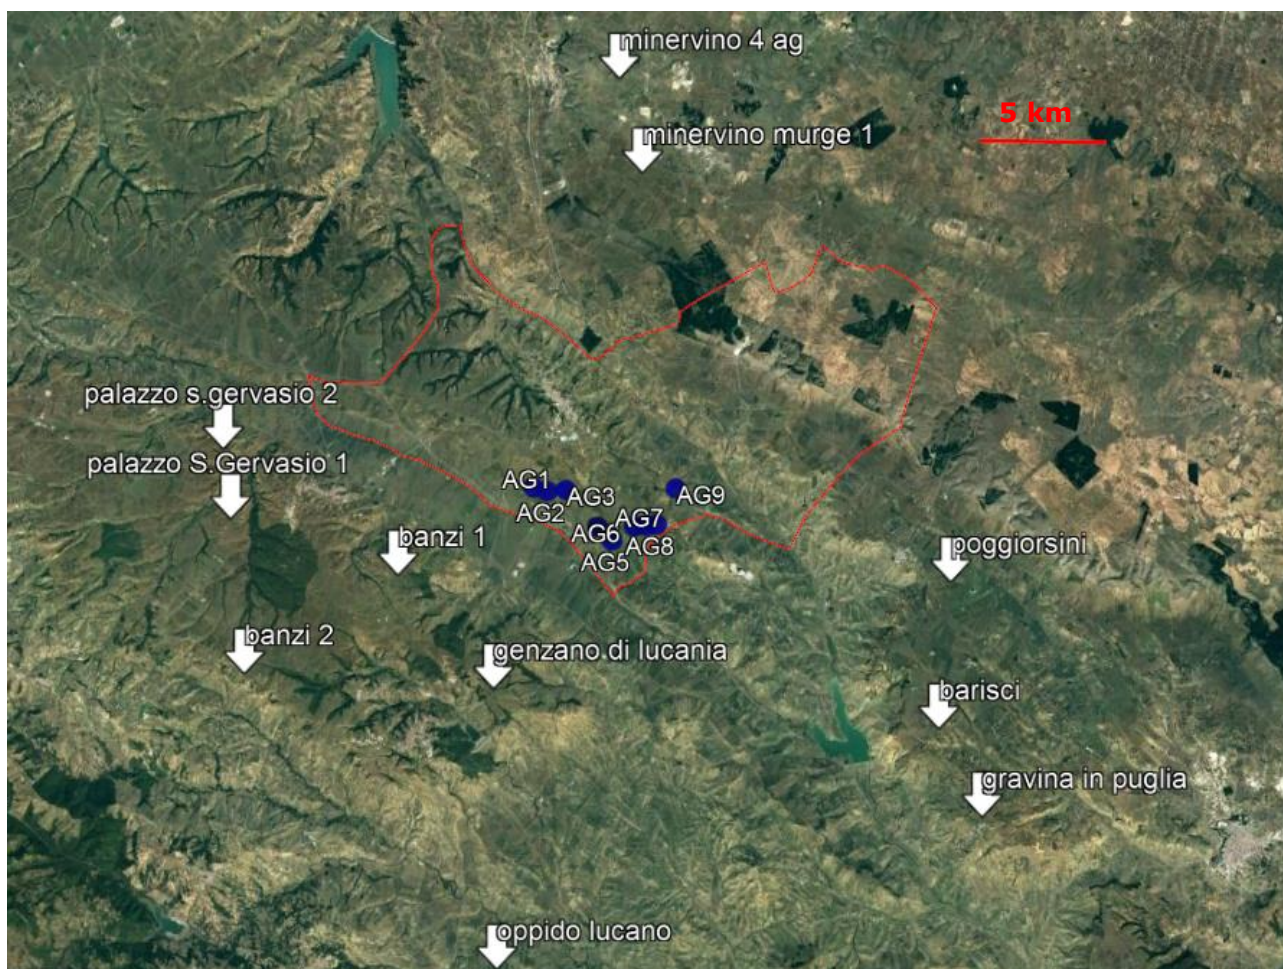 minervino 4 ag
5 km
minervino murge 1
palazzo s.gervasio 2
palazzo S.Gervasio 1
AG1
AG3
AG9
AG2
AG7
AG6
AG8
AG5
banzi 1
poggiorsini
banzi 2
genzano di lucania
barisci
gravina in puglia
oppido lucano